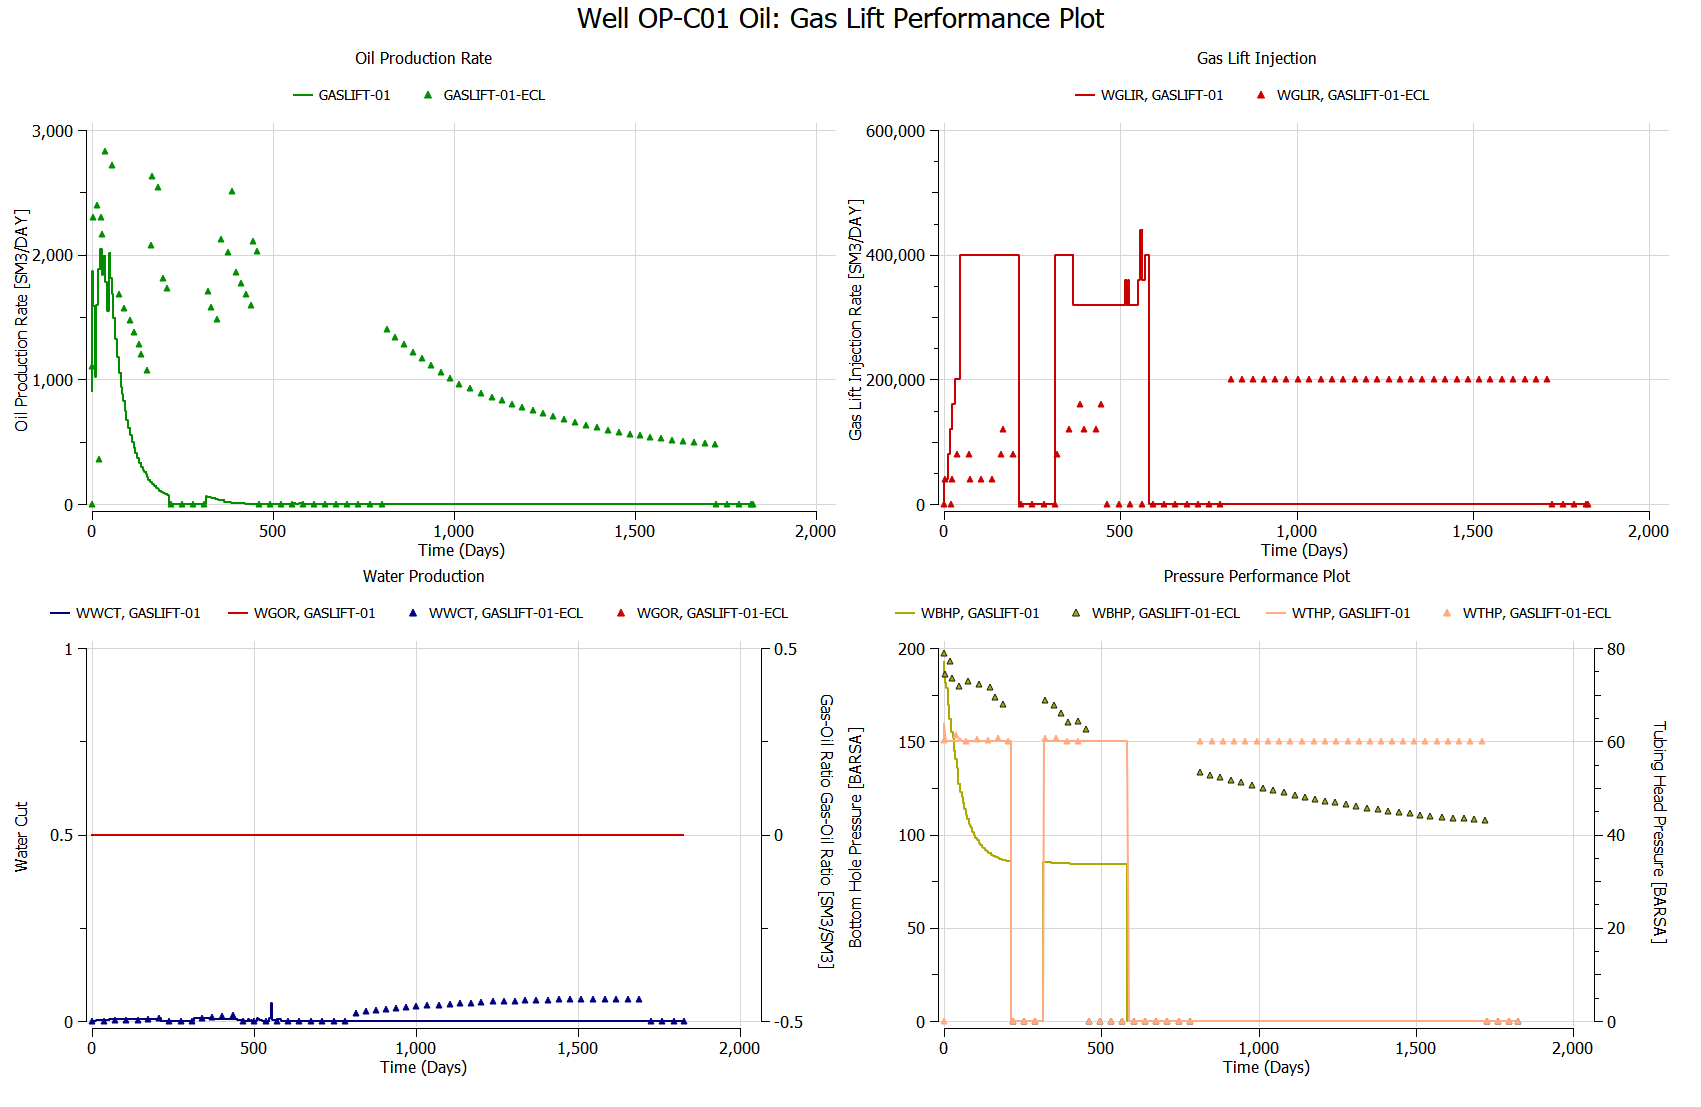 Well OP-C01 Oil: Gas Lift Performance Plot
Oil Production Rate
GASLIFT-01 GASLIFT-01-ECL
3,000
2,000
1,000
0
Oil Production Rate [SM3/DAY]
0 500 1,000 1,500 2,000
Time (Days)
Gas Lift Injection
WGLIR, GASLIFT-01 WGLIR, GASLIFT-01-ECL
600,000
400,000
200,000
0
Gas Lift Injection Rate [SM3/DAY]
0 500 1,000 1,500 2,000
Time (Days)
Water Production
WWCT, GASLIFT-01 WGOR, GASLIFT-01 WWCT, GASLIFT-01-ECL WGOR, GASLIFT-01-ECL
1
0.5
0
Water Cut
0.5
0
-0.5
Gas-Oil Ratio Gas-Oil Ratio [SM3/SM3]
0 500 1,000 1,500 2,000
Time (Days)
Pressure Performance Plot
WBHP, GASLIFT-01 WBHP, GASLIFT-01-ECL WTHP, GASLIFT-01 WTHP, GASLIFT-01-ECL
200
150
100
50
0
Bottom Hole Pressure [BARSA]
80
60
40
20
0
Tubing Head Pressure [BARSA]
0 500 1,000 1,500 2,000
Time (Days)